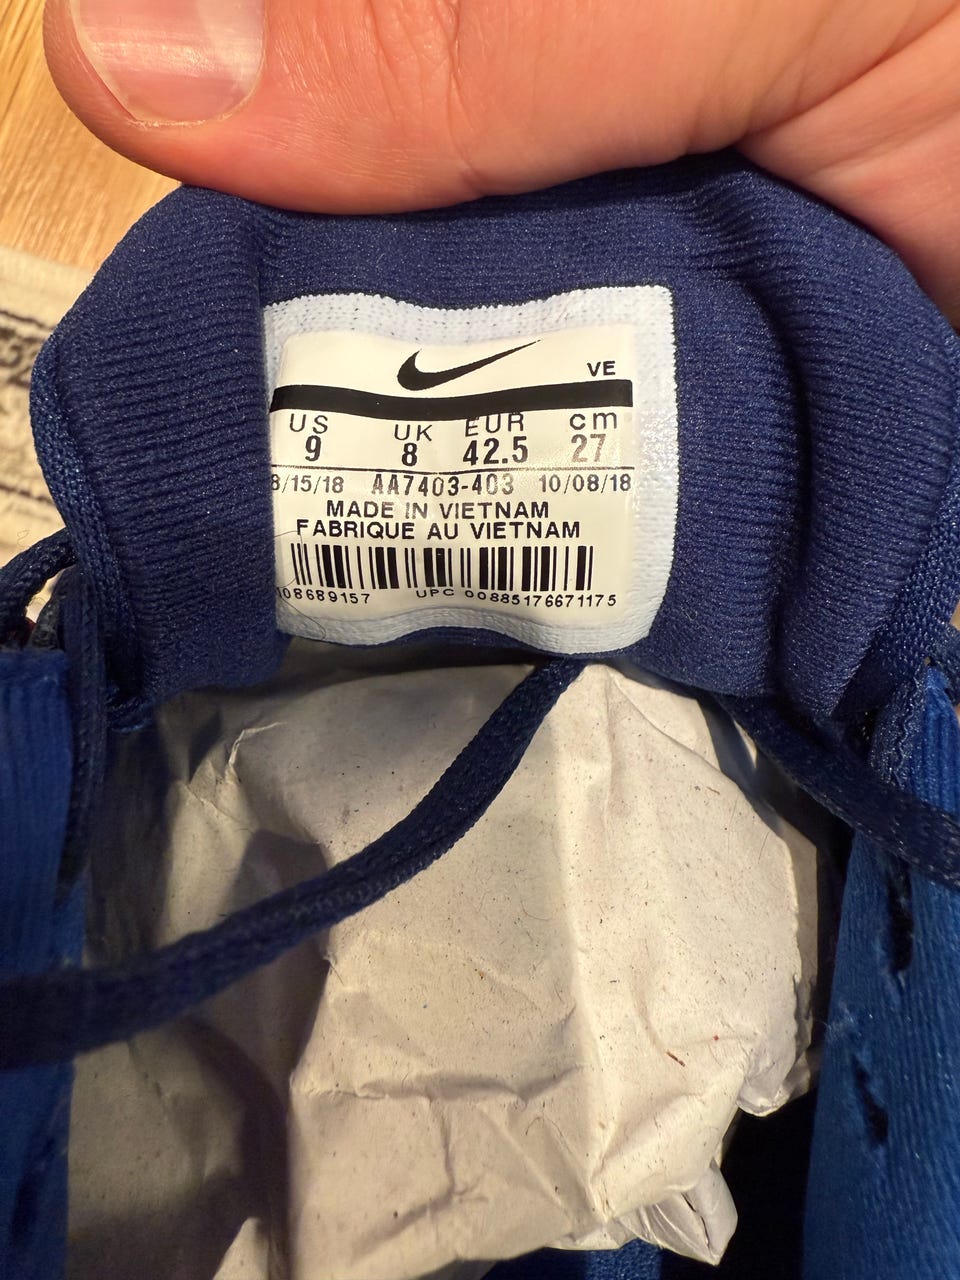 VE
US UK EUR cm
9 8 42.5 27
8/15/18 AA7403-403 10/08/18
MADE IN VIETNAM
FABRIQUE AU VIETNAM
108689157 UPC 00885176671175